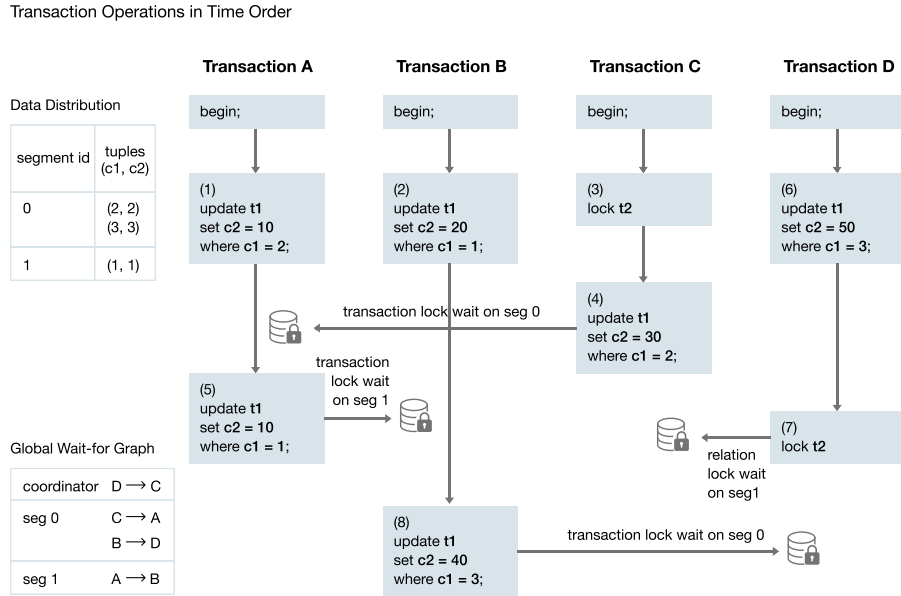 Transaction Operations in Time Order
Transaction A
Transaction B
Transaction C
Transaction D
Data Distribution
segment id
tuples
(c1, c2)
0
(2, 2)
(3, 3)
1
(1, 1)
begin;
begin;
begin;
begin;
(1)
update t1
set c2 = 10
where c1 = 2;
(2)
update t1
set c2 = 20
where c1 = 1;
(3)
lock t2
(6)
update t1
set c2 = 50
where c1 = 3;
(4)
update t1
set c2 = 30
where c1 = 2;
transaction lock wait on seg 0
(5)
update t1
set c2 = 10
where c1 = 1;
transaction
lock wait
on seg 1
(7)
lock t2
relation
lock wait
on seg1
(8)
update t1
set c2 = 40
where c1 = 3;
transaction lock wait on seg 0
Global Wait-for Graph
coordinator D → C
seg 0 C → A
B → D
seg 1 A → B